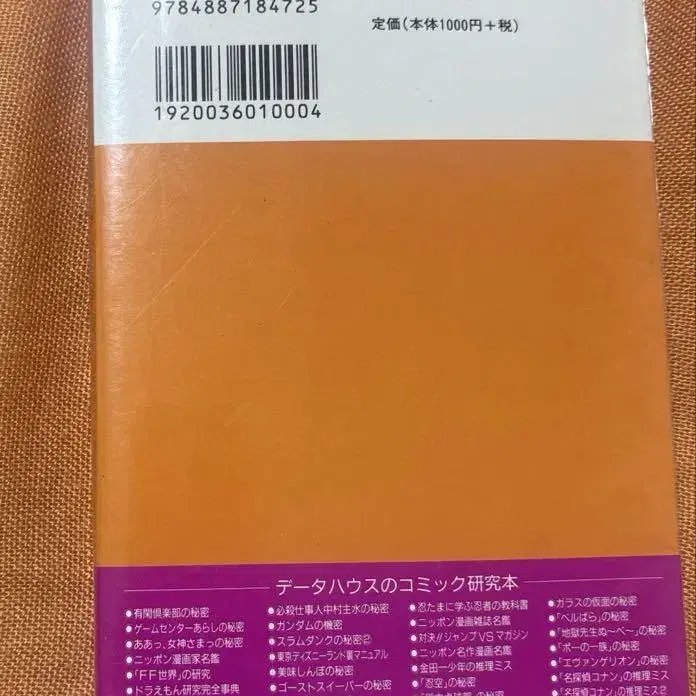 9784887184725
定価(本体1000円+税)
1920036010004
データハウスのコミック研究本
●有閑倶楽部の秘密
●ゲームセンターあらしの秘密
●ああっ、女神さまっの秘密
●ニッポン漫画家名鑑
●「FF世界」の研究
●ドラえもん研究完全事典
●必殺仕事人中村主水の秘密
●ガンダムの機密
●スラムダンクの秘密②
●東京ディズニーランド裏マニュアル
●美味しんぼの秘密
●ゴーストスイーパーの秘密
●忍たまに学ぶ忍者の教科書
●ニッポン漫画雑誌名鑑
●対決!!ジャンプVSマガジン
●ニッポン名作漫画名鑑
●金田一少年の推理ミス
●「忍空」の秘密
●ガラスの仮面の秘密
●「ベルばら」の秘密
●「地獄先生ぬ〜べ〜」の秘密
●「ポーの一族」の秘密
●「エヴァンゲリオン」の秘密
●「名探偵コナン」の推理ミス
●「名探偵コナン」の推理ミス2